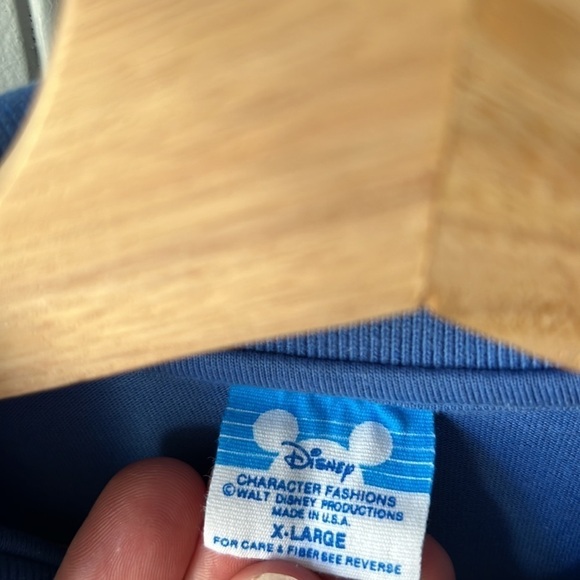 Disney
CHARACTER FASHIONS
©WALT DISNEY PRODUCTIONS
MADE IN U.S.A.
X-LARGE
FOR CARE & FIBER SEE REVERSE